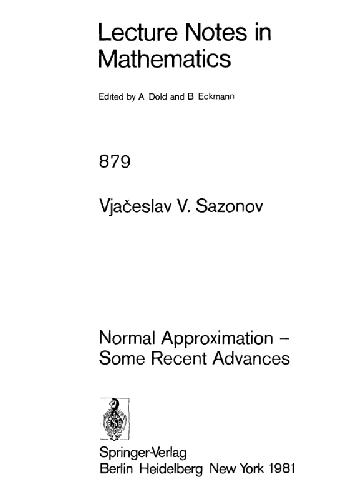 Lecture Notes in
Mathematics
Edited by A. Dold and B. Eckmann
879
Vjačeslav V. Sazonov
Normal Approximation –
Some Recent Advances
Springer-Verlag
Berlin Heidelberg New York 1981